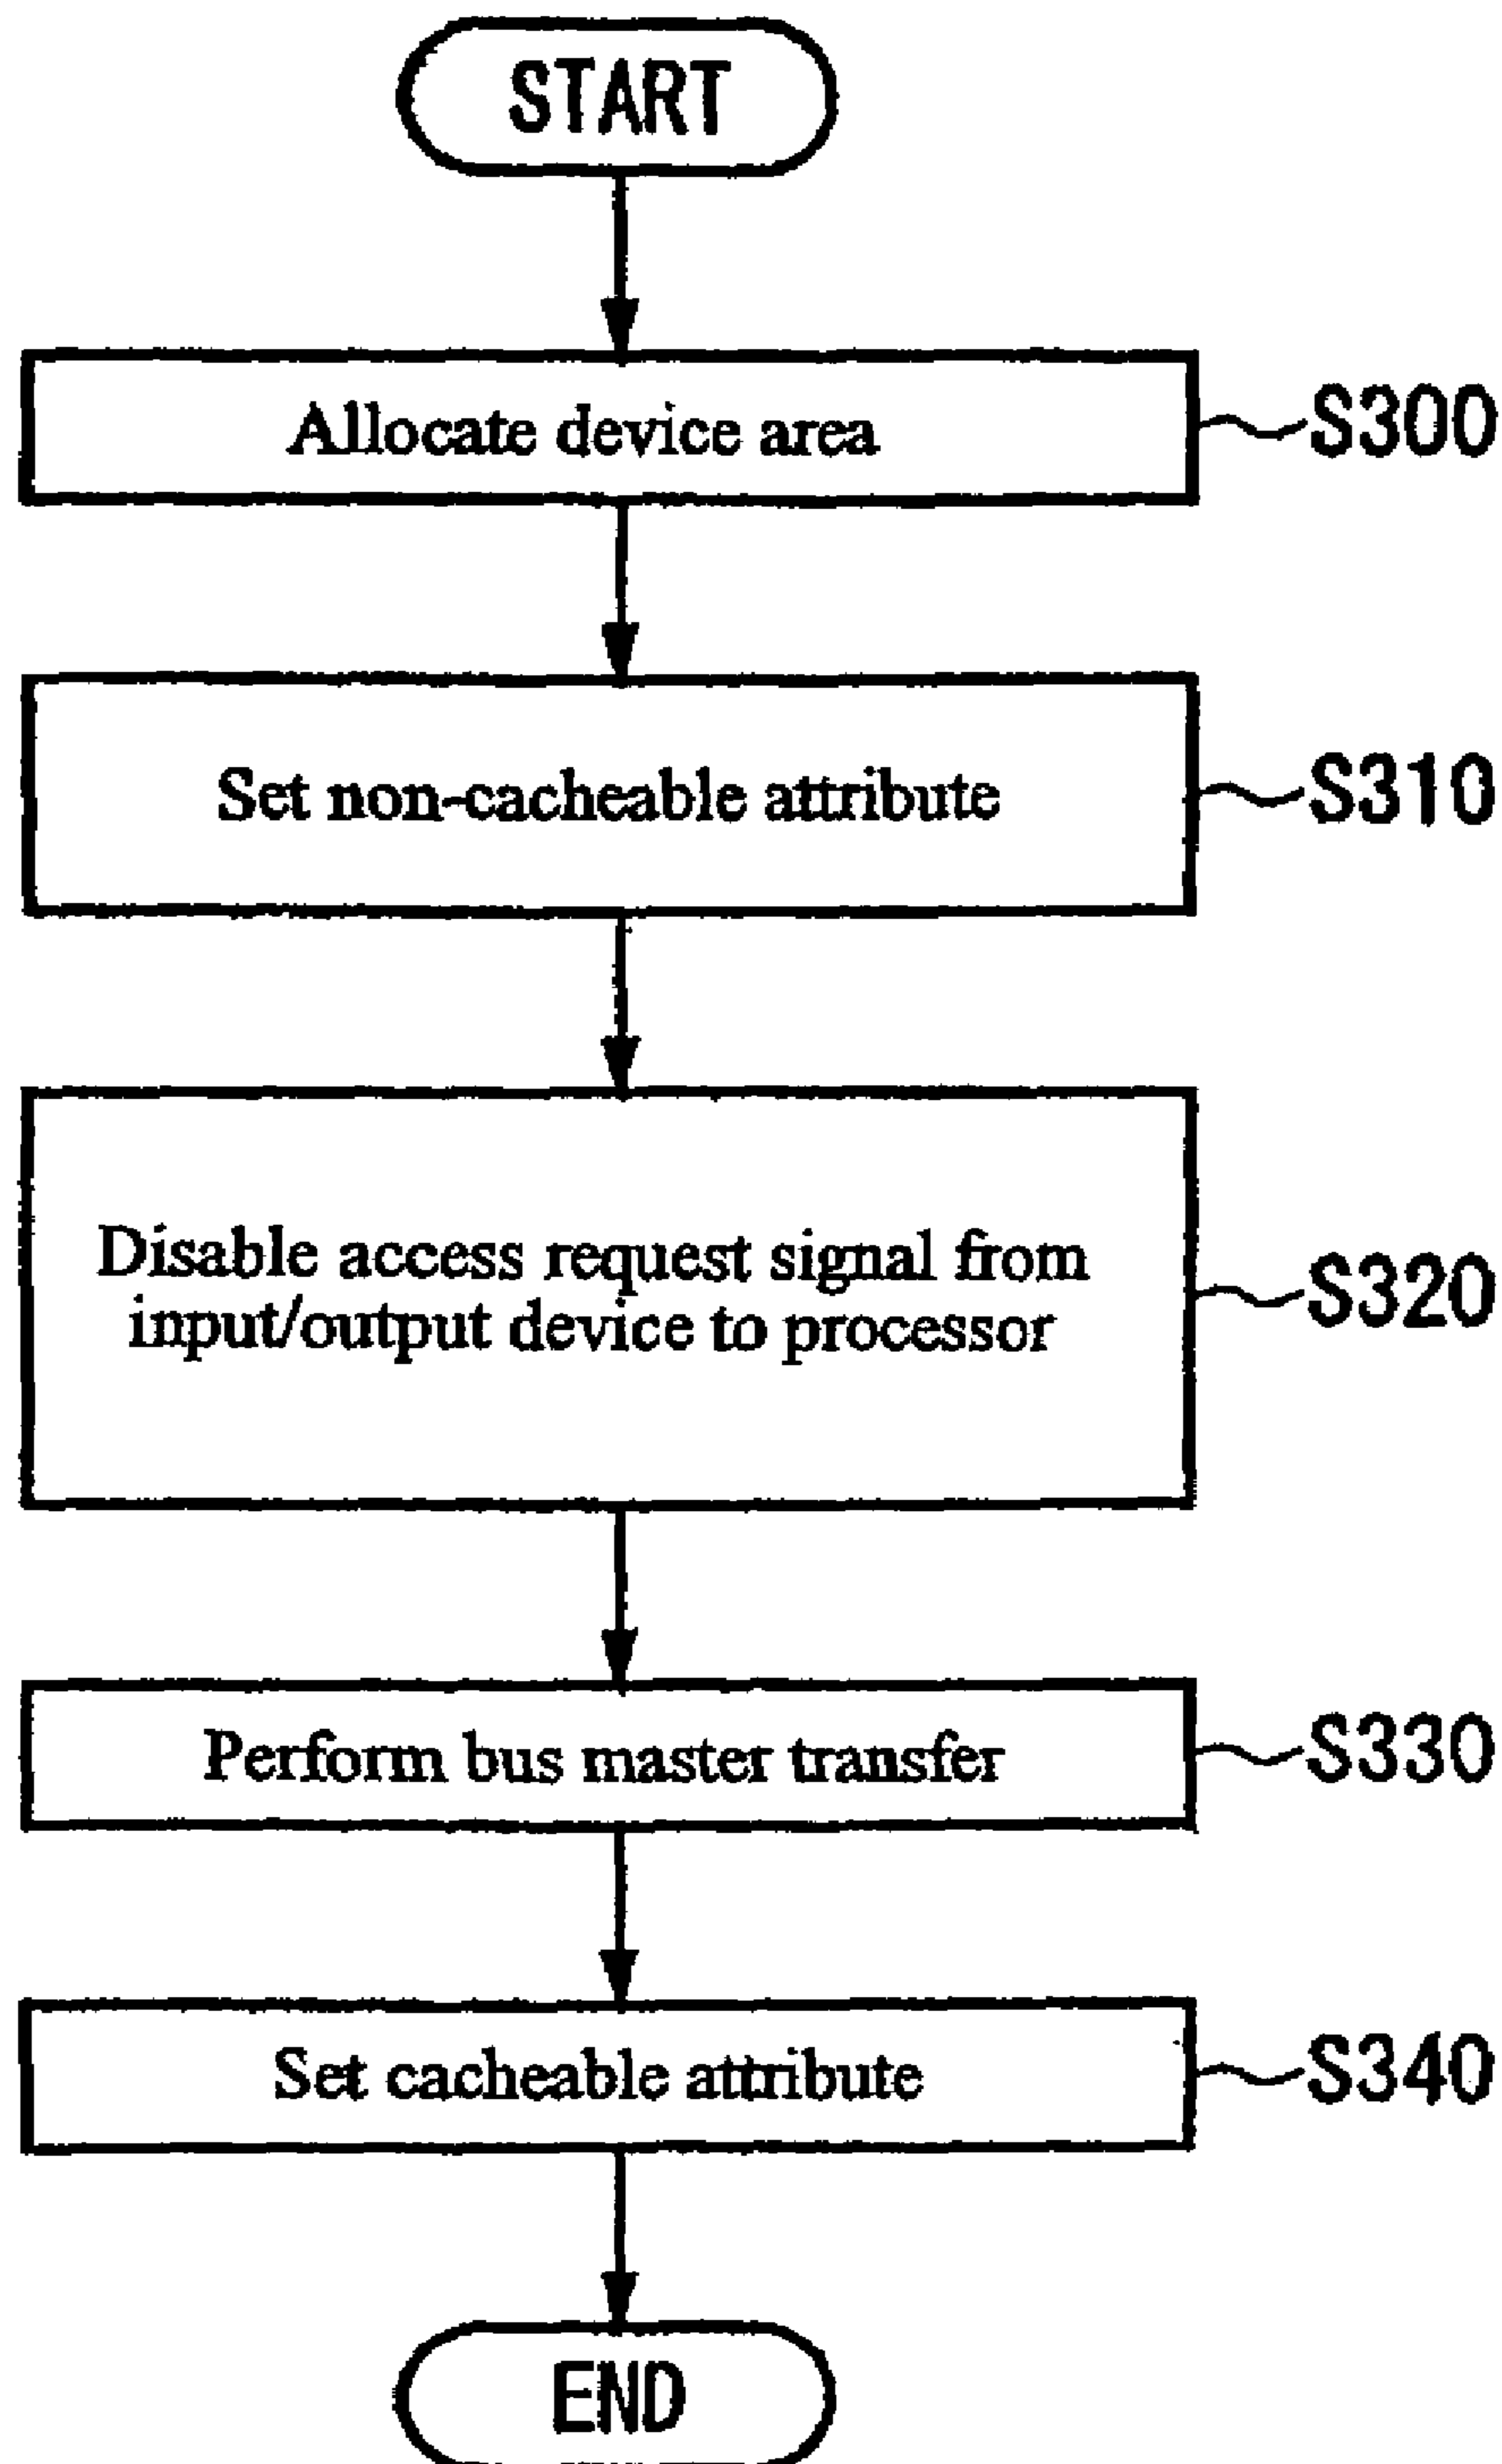 START
Allocate device area
S300
Set non-cacheable attribute
S310
Disable access request signal from
input/output device to processor
S320
Perform bus master transfer
S330
Set cacheable attribute
S340
END